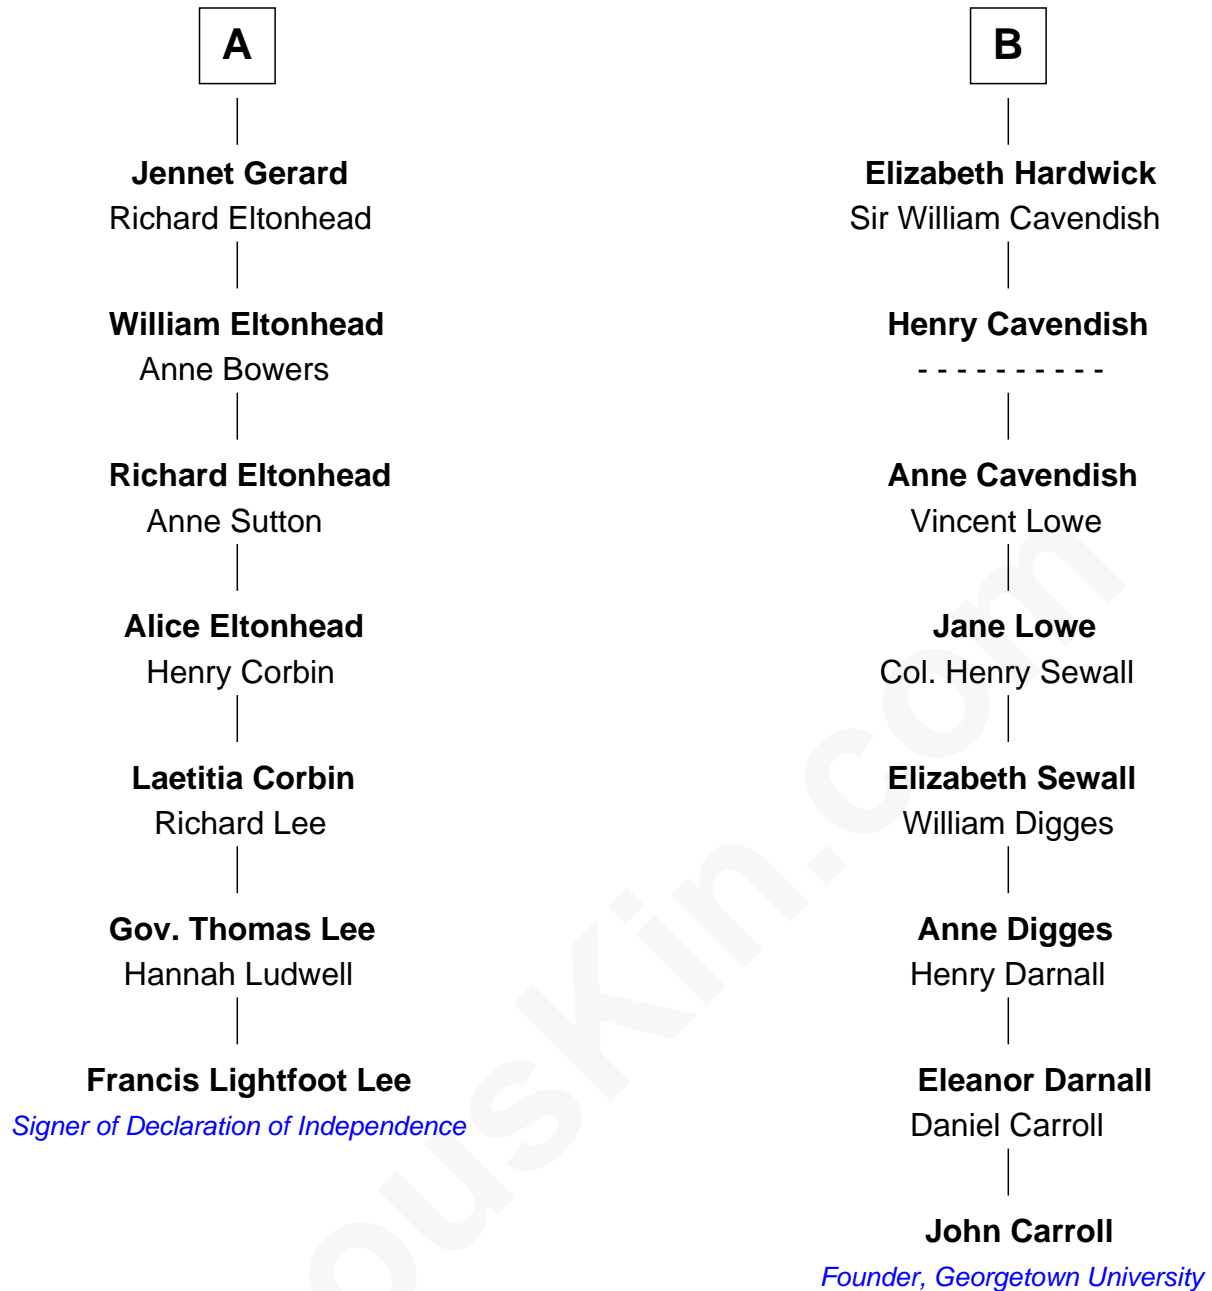 A
Jennet Gerard
Richard Eltonhead
William Eltonhead
Anne Bowers
Richard Eltonhead
Anne Sutton
Alice Eltonhead
Henry Corbin
Laetitia Corbin
Richard Lee
Gov. Thomas Lee
Hannah Ludwell
Francis Lightfoot Lee
Signer of Declaration of Independence
B
Elizabeth Hardwick
Sir William Cavendish
Henry Cavendish
- - - - - - - - - -
Anne Cavendish
Vincent Lowe
Jane Lowe
Col. Henry Sewall
Elizabeth Sewall
William Digges
Anne Digges
Henry Darnall
Eleanor Darnall
Daniel Carroll
John Carroll
Founder, Georgetown University
ousKin.com